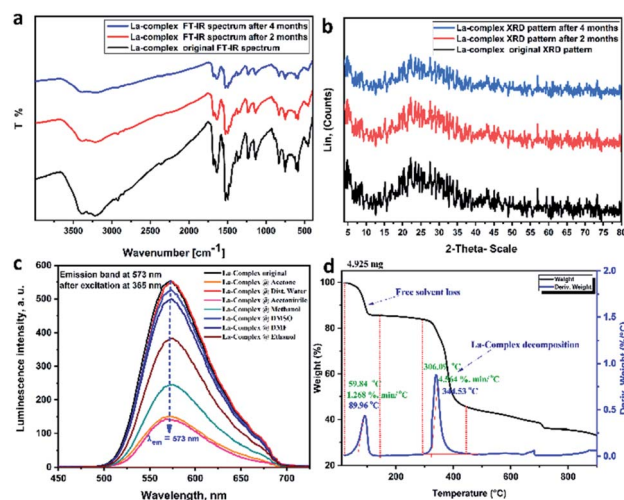 a
La-complex FT-IR spectrum after 4 months
La-complex FT-IR spectrum after 2 months
La-complex original FT-IR spectrum
T %
3500 3000 2500 2000 1500 1000 500
Wavenumber [cm-1]
b
La-complex XRD pattern after 4 months
La-complex XRD pattern after 2 months
La-complex original XRD pattern
Lin, (Counts)
5 10 15 20 25 30 35 40 45 50 55 60 65 70 75 80
2-Theta- Scale
c
Emission band at 573 nm
after excitation at 365 nm
La-Complex original
La-Complex @ Acetone
La-Complex @ Dist. Water
La-Complex @ Acetonitrile
La-Complex @ Methanol
La-Complex @ DMSO
La-Complex @ DMF
La-Complex @ Ethanol
λem = 573 nm
Luminescence intensity, a. u.
550
500
450
400
350
300
250
200
150
100
50
0
450 500 550 600 650 700
Wavelength, nm
d
4.925 mg
Weight
Deriv. Weight
Free solvent loss
La-Complex decomposition
306.09 °C
4.564 %. min/°C
344.53 °C
59.84 °C
1.268 %. min/°C
89.96 °C
Weight (%)
100
80
60
40
20
0
Deriv. Weight (%/°C)
2.0
1.5
1.0
0.5
0.0
200 400 600 800
Temperature [°C]